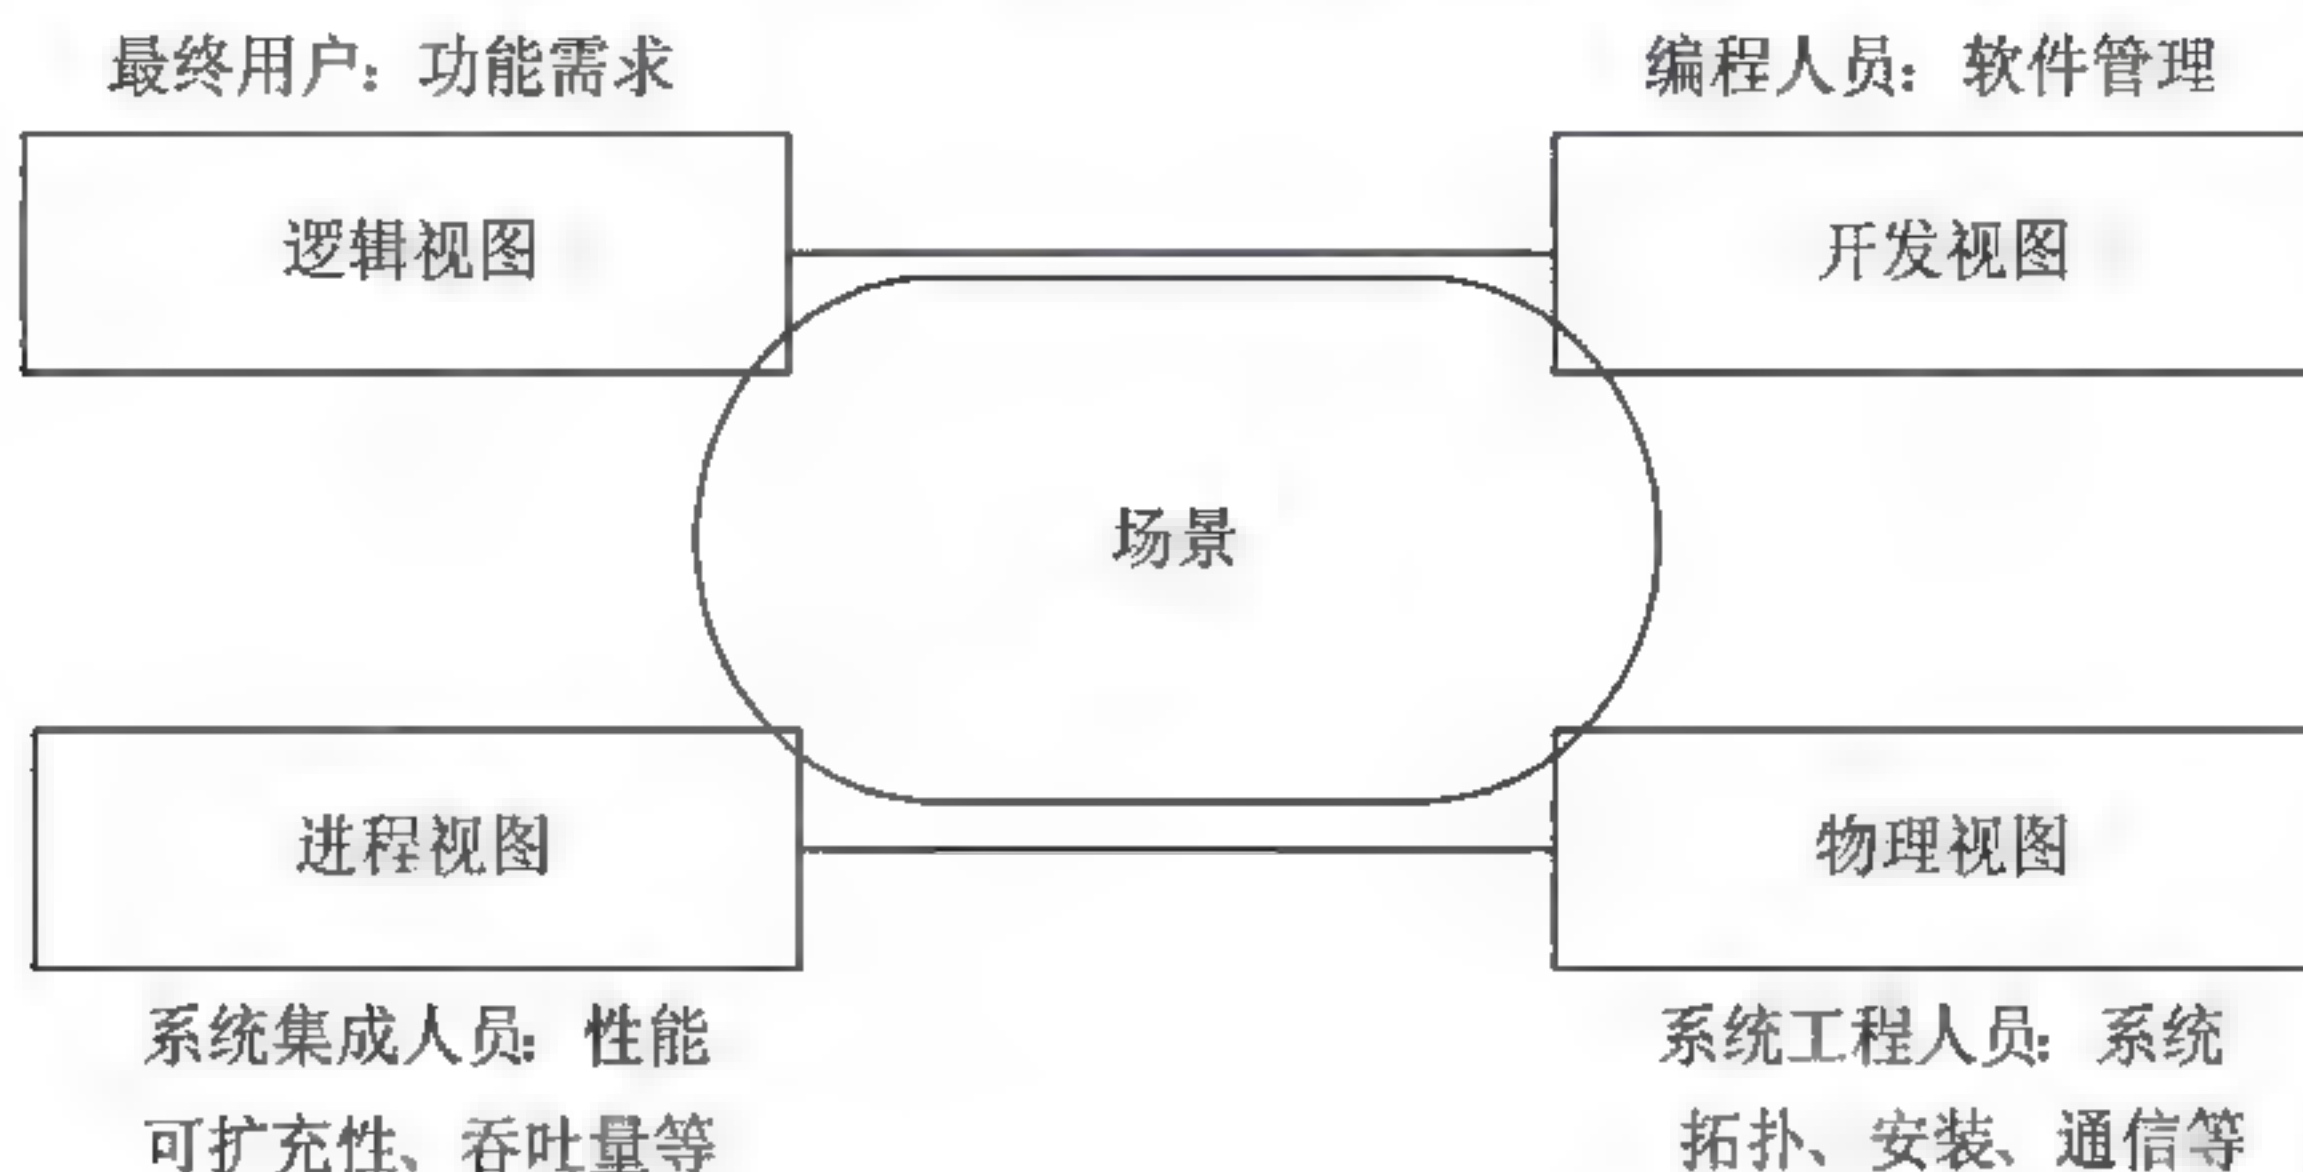 最终用户：功能需求
编程人员：软件管理
逻辑视图
开发视图
场景
进程视图
物理视图
系统集成人员：性能
可扩充性、吞吐量等
系统工程人员：系统
拓扑、安装、通信等